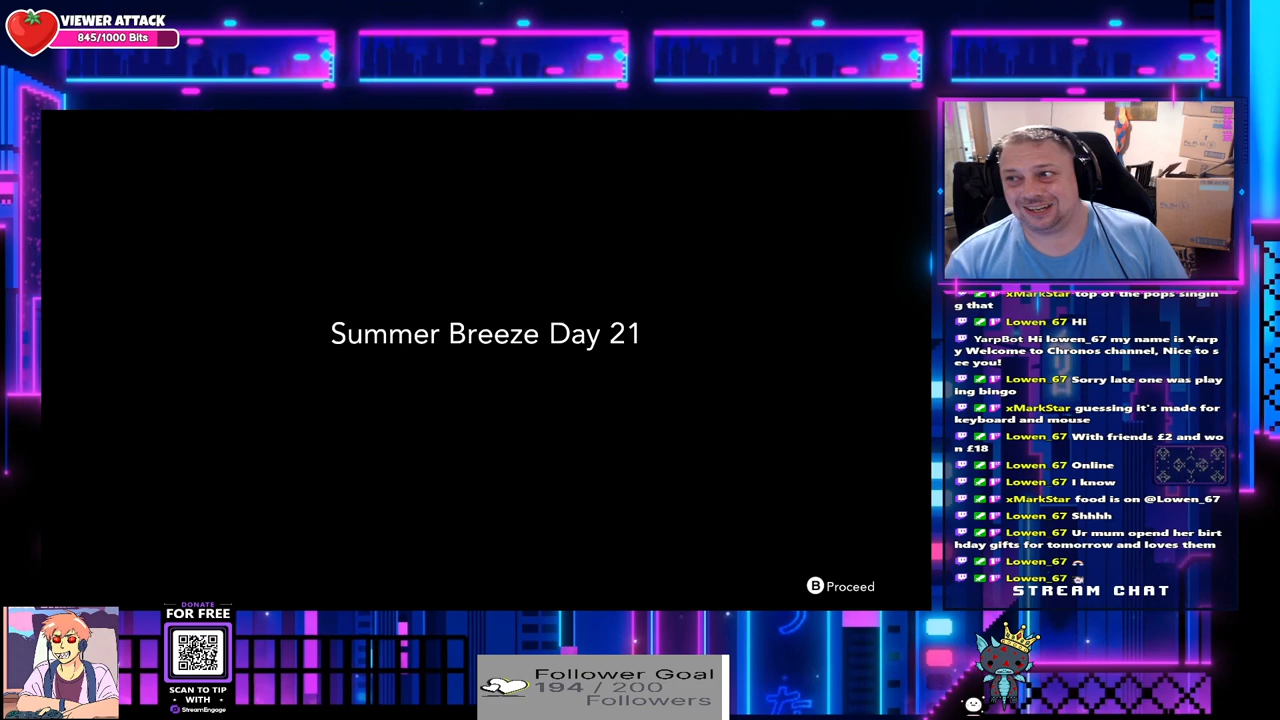 VIEWER ATTACK
845/1000 Bits
Summer Breeze Day 21
B Proceed
xMarkStar top of the pops singin
g that
Lowen_67 Hi
YarpBot Hi lowen_67 my name is Yarp
y Welcome to Chronos channel, Nice to s
ee you!
Lowen_67 Sorry late one was play
ing bingo
xMarkStar guessing it's made for
keyboard and mouse
Lowen_67 With friends £2 and wo
n £18
Lowen_67 Online
Lowen_67 I know
xMarkStar food is on @Lowen_67
Lowen_67 Shhhh
Lowen_67 Ur mum opend her birt
hday gifts for tomorrow and loves them
Lowen_67
Lowen_67
STREAM CHAT
DONATE
FOR FREE
SCAN TO TIP
- WITH -
StreamEngage
Follower Goal
194 / 200
Followers